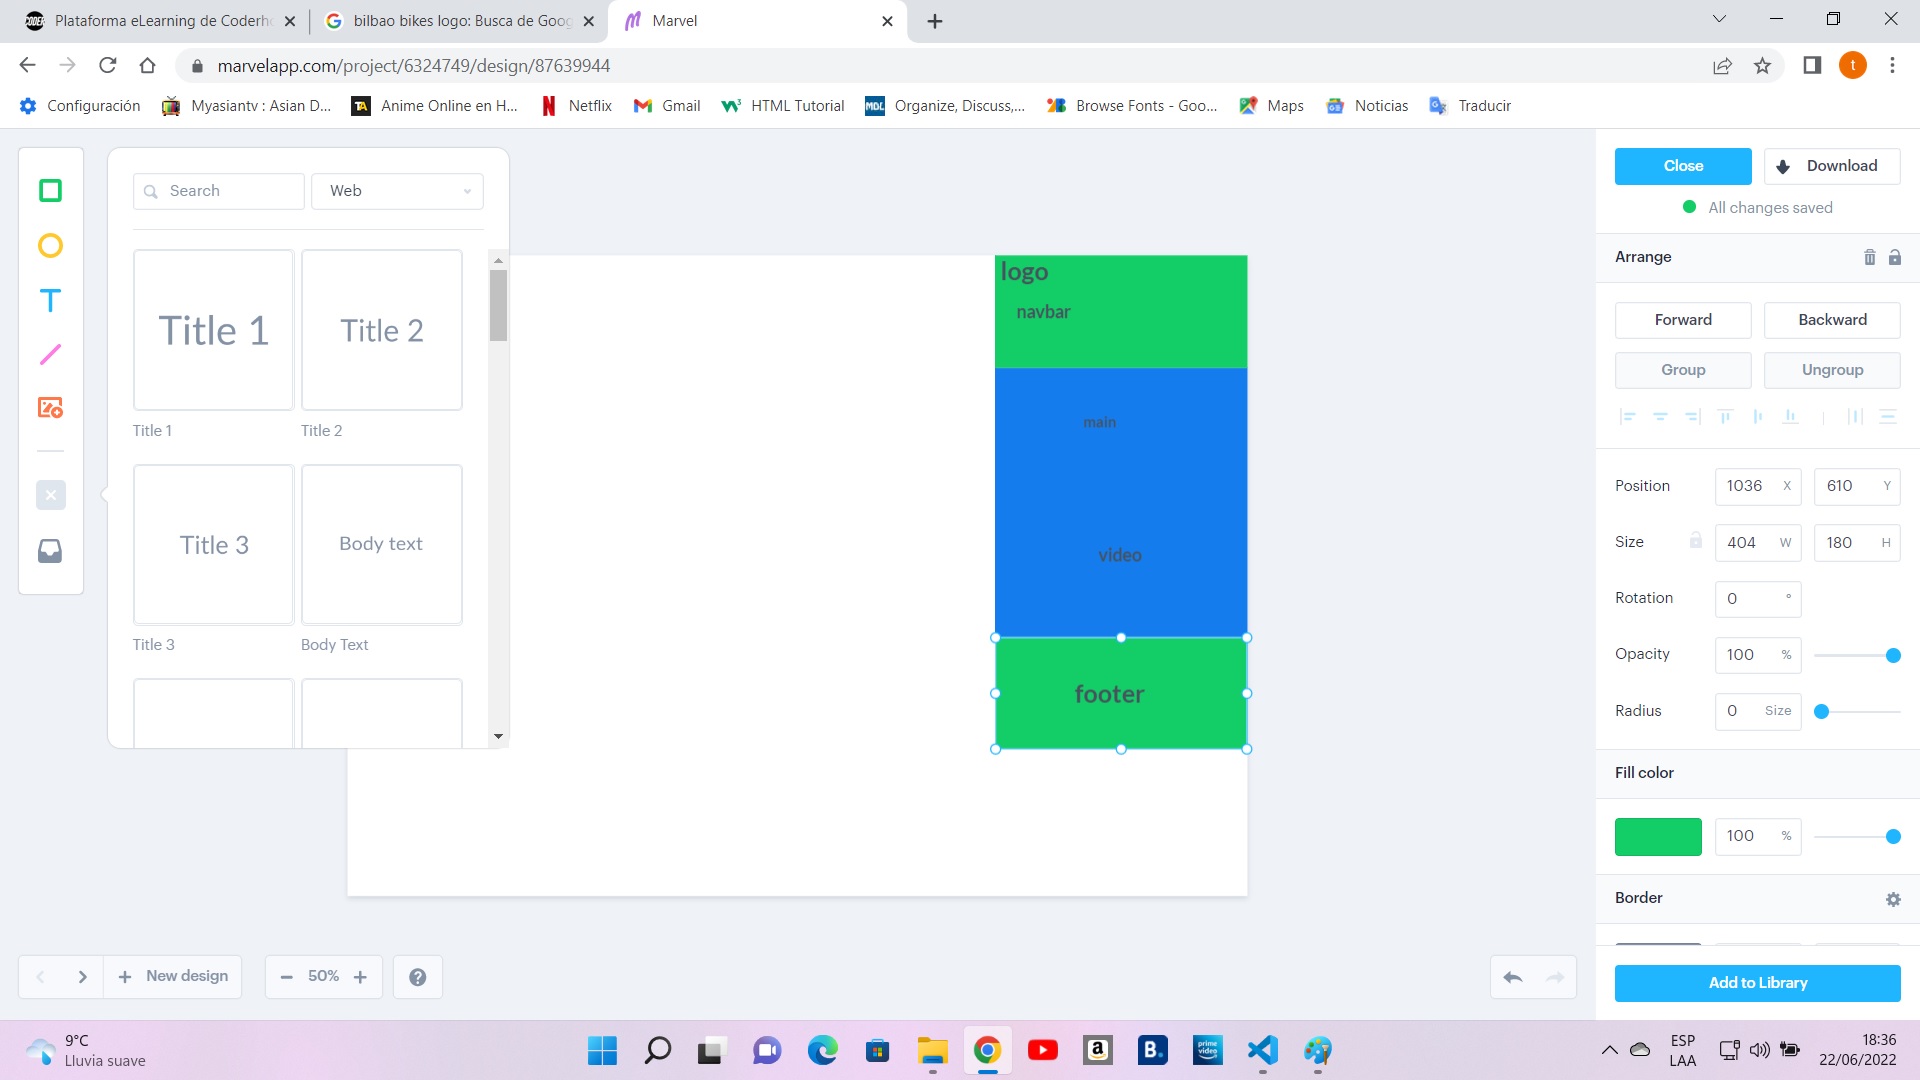 Plataforma eLearning de Coderh
bilbao bikes logo: Busca de Goog
Marvel
marvelapp.com/project/6324749/design/87639944
t
Configuración
Myasiantv : Asian D...
TA
Anime Online en H...
Netflix
Gmail
HTML Tutorial
MDL
Organize, Discuss,...
Browse Fonts - Goo...
Maps
Noticias
Traducir
Search
Web
Title 1
Title 2
Title 1
Title 2
Title 3
Body text
Title 3
Body Text
logo
navbar
main
video
footer
Close
Download
All changes saved
Arrange
Forward
Backward
Group
Ungroup
Position
1036 X
610 Y
Size
404 W
180 H
Rotation
0 °
Opacity
100 %
Radius
0 Size
Fill color
100 %
Border
Add to Library
New design
50%
9°C
Lluvia suave
a
B.
prime video
ESP
LAA
18:36
22/06/2022